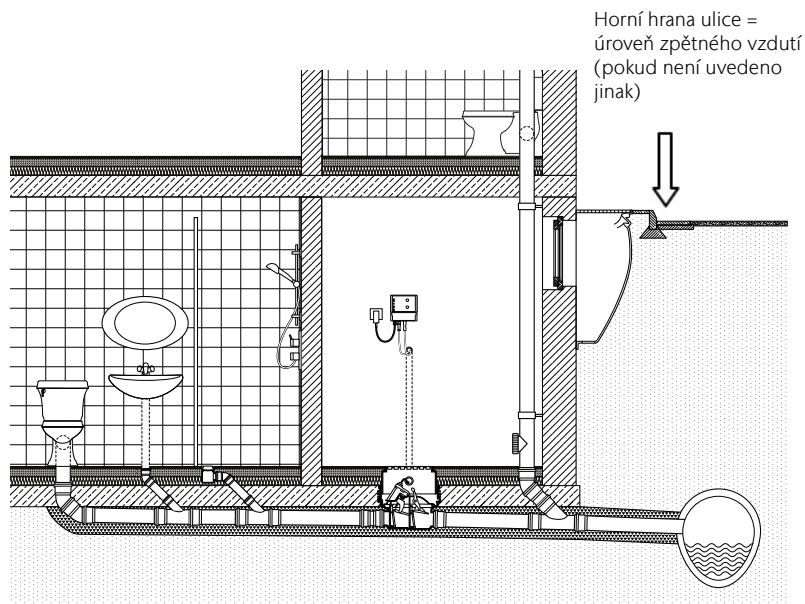 Horní hrana ulice =
úroveň zpětného vzdutí
(pokud není uvedeno
jinak)